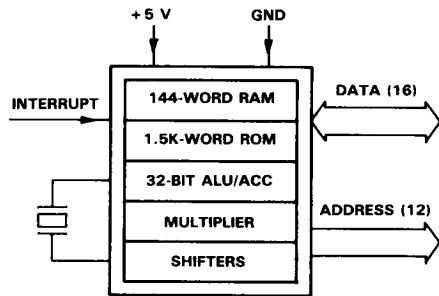 +5 V GND
144-WORD RAM
DATA (16)
INTERRUPT
1.5K-WORD ROM
32-BIT ALU/ACC
ADDRESS (12)
MULTIPLIER
SHIFTERS